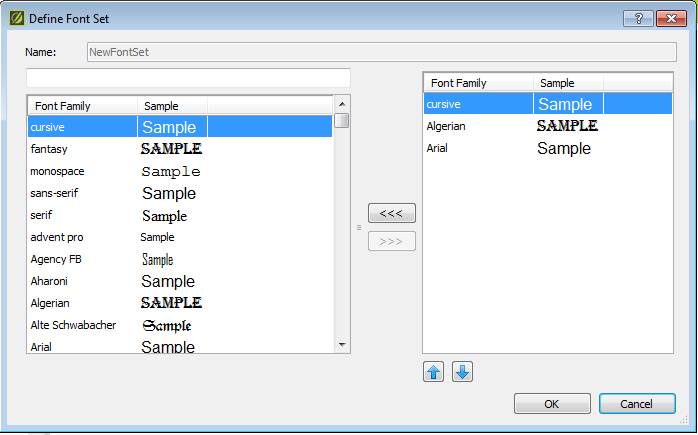 Define Font Set
?
Name: NewFontSet
Font Family Sample
cursive Sample
fantasy SAMPLE
monospace Sample
sans-serif Sample
serif Sample
advent pro Sample
Agency FB Sample
Aharoni Sample
Algerian SAMPLE
Alte Schwabacher Sample
Arial Sample
<<<
>>>
Font Family Sample
cursive Sample
Algerian SAMPLE
Arial Sample
OK Cancel